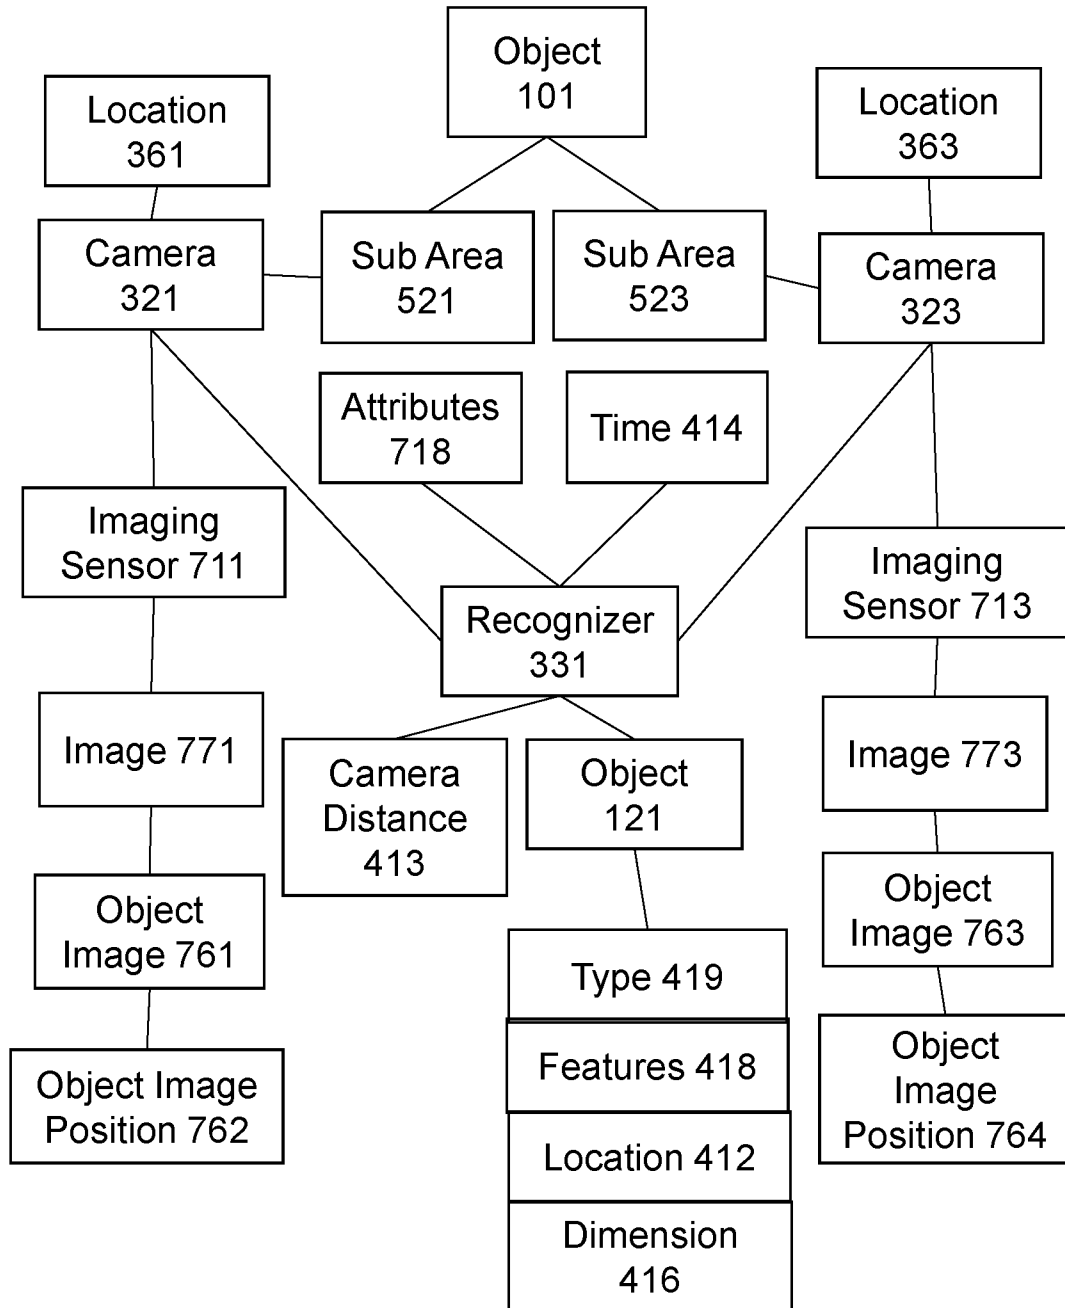 Object
101
Location
361
Location
363
Camera
321
Sub Area
521
Sub Area
523
Camera
323
Attributes
718
Time 414
Imaging
Sensor 711
Imaging
Sensor 713
Recognizer
331
Image 771
Camera
Distance
413
Object
121
Image 773
Object
Image 761
Object
Image 763
Type 419
Features 418
Object Image
Position 762
Object
Image
Position 764
Location 412
Dimension
416